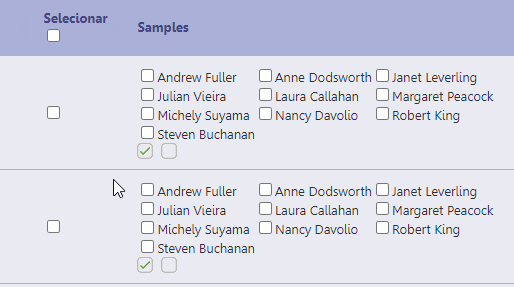 Selecionar
Samples
Andrew Fuller Anne Dodsworth Janet Leverling
Julian Vieira Laura Callahan Margaret Peacock
Michely Suyama Nancy Davolio Robert King
Steven Buchanan
Andrew Fuller Anne Dodsworth Janet Leverling
Julian Vieira Laura Callahan Margaret Peacock
Michely Suyama Nancy Davolio Robert King
Steven Buchanan